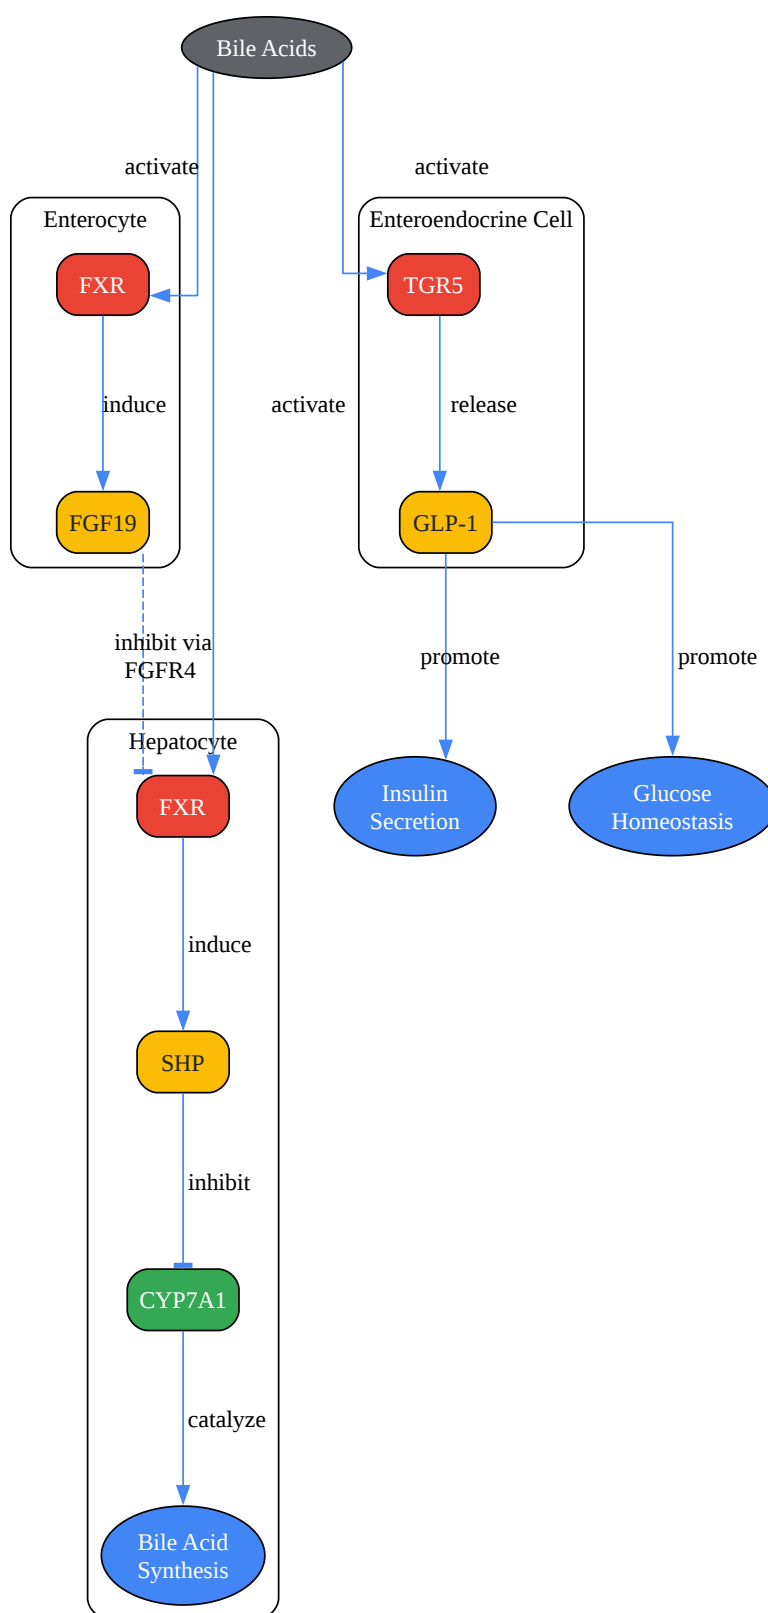 Bile Acids
activate
activate
Enterocyte
Enteroendocrine Cell
FXR
TGR5
induce
activate
release
FGF19
GLP-1
inhibit via
FGFR4
promote
promote
Hepatocyte
FXR
Insulin
Secretion
Glucose
Homeostasis
induce
SHP
inhibit
CYP7A1
catalyze
Bile Acid
Synthesis